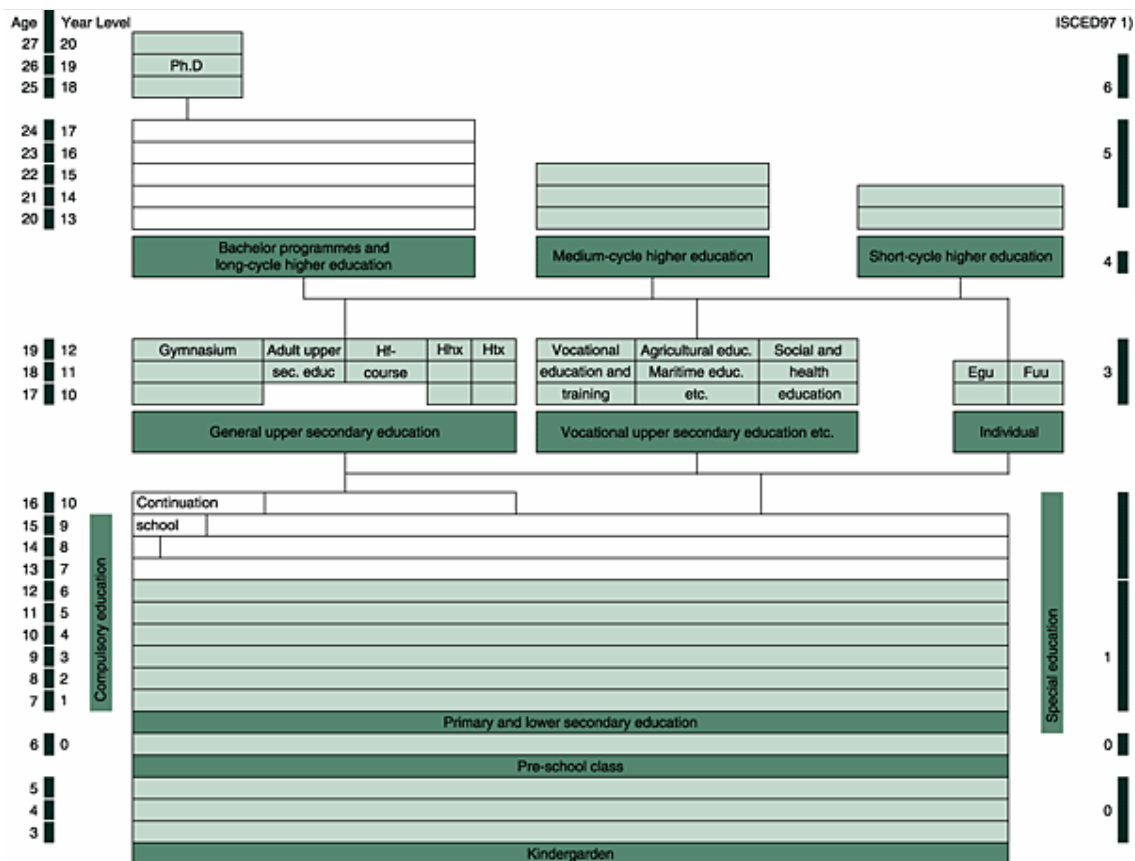 Age Year Level ISCED97 1)
27 20
26 19 Ph.D
25 18 6
24 17
23 16 5
22 15
21 14
20 13
Bachelor programmes and
long-cycle higher education
Medium-cycle higher education
Short-cycle higher education
4
19 12 Gymnasium Adult upper Hf- Hhx Htx Vocational Agricultural educ. Social and
18 11 sec. educ course education and Maritime educ. health Egu Fuu 3
17 10 training etc. education
General upper secondary education Vocational upper secondary education etc. Individual
16 10 Continuation
15 9 school
14 8
13 7
12 6
11 5
10 4
9 3 1
8 2
7 1
Compulsory education
Special education
Primary and lower secondary education
6 0 0
Pre-school class
5
4 0
3
Kindergarden